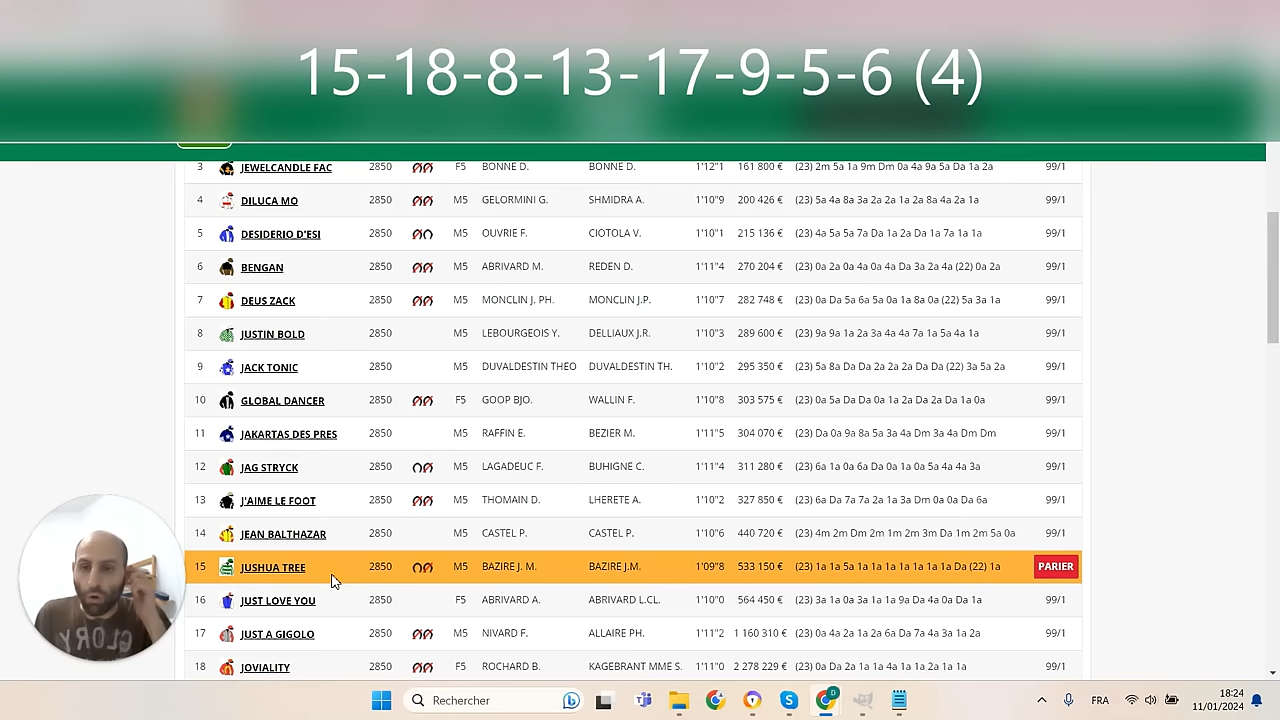 15-18-8-13-17-9-5-6 (4)
3 JEWELCANDLE FAC 2850 F5 BONNE D. BONNE D. 1'12"1 161 800 € (23) 2m 5a 1a 9m Dm 0a 4a 9a 5a Da 1a 2a 99/1
4 DILUCA MO 2850 M5 GELORMINI G. SHMIDRA A. 1'10"9 200 426 € (23) 5a 4a 8a 3a 2a 2a 1a 2a 8a 4a 2a 1a 99/1
5 DESIDERIO D'ESI 2850 M5 OUVRIE F. CIOTOLA V. 1'10"1 215 136 € (23) 4a 5a 5a 7a Da 1a 2a Da 1a 7a 1a 1a 99/1
6 BENGAN 2850 M5 ABRIVARD M. REDEN D. 1'11"4 270 204 € (23) 0a 2a 0a 4a 0a 4a Da 3a 2a 4a (22) 0a 2a 99/1
7 DEUS ZACK 2850 M5 MONCLIN J. PH. MONCLIN J.P. 1'10"7 282 748 € (23) 0a Da 5a 6a 5a 0a 1a 8a 0a (22) 5a 3a 1a 99/1
8 JUSTIN BOLD 2850 M5 LEBOURGEOIS Y. DELLIAUX J.R. 1'10"3 289 600 € (23) 9a 9a 1a 2a 3a 4a 4a 7a 1a 5a 4a 1a 99/1
9 JACK TONIC 2850 M5 DUVALDESTIN THEO DUVALDESTIN TH. 1'10"2 295 350 € (23) 5a 8a Da Da 2a 2a 2a Da Da (22) 3a 5a 2a 99/1
10 GLOBAL DANCER 2850 F5 GOOP BJO. WALLIN F. 1'10"8 303 575 € (23) 0a 5a Da Da 0a 1a 2a Da 2a Da 1a 0a 99/1
11 JAKARTAS DES PRES 2850 M5 RAFFIN E. BEZIER M. 1'11"5 304 070 € (23) Da 0a 9a 8a 5a 3a 4a Dm 3a 4a Dm Dm 99/1
12 JAG STRYCK 2850 M5 LAGADEUC F. BUHIGNE C. 1'11"4 311 280 € (23) 6a 1a 0a 6a Da 0a 1a 0a 5a 4a 4a 3a 99/1
13 J'AIME LE FOOT 2850 M5 THOMAIN D. LHERETE A. 1'10"2 327 850 € (23) 6a Da 7a 7a 2a 1a 3a Dm 0a 0a Da 6a 99/1
14 JEAN BALTHAZAR 2850 M5 CASTEL P. CASTEL P. 1'10"6 440 720 € (23) 4m 2m Dm 2m 1m 2m 3m Da 1m 2m 5a 0a 99/1
15 JUSHUA TREE 2850 M5 BAZIRE J. M. BAZIRE J.M. 1'09"8 533 150 € (23) 1a 1a 5a 1a 1a 1a 1a 1a 1a 1a Da (22) 1a PARIER
16 JUST LOVE YOU 2850 F5 ABRIVARD A. ABRIVARD L.CL. 1'10"0 564 450 € (23) 3a 1a 0a 3a 1a 1a 9a Da 4a 0a Da 1a 99/1
17 JUST A GIGOLO 2850 M5 NIVARD F. ALLAIRE PH. 1'11"2 1 160 310 € (23) 0a 4a 2a 1a 2a 6a Da 7a 4a 3a 1a 2a 99/1
18 JOVIALITY 2850 F5 ROCHARD B. KAGEBRANT MME S. 1'11"0 2 278 229 € (23) 0a Da 2a 1a 1a 4a 1a 1a 2a 1a 1a 99/1
GLORY
Rechercher
FRA
18:24
11/01/2024